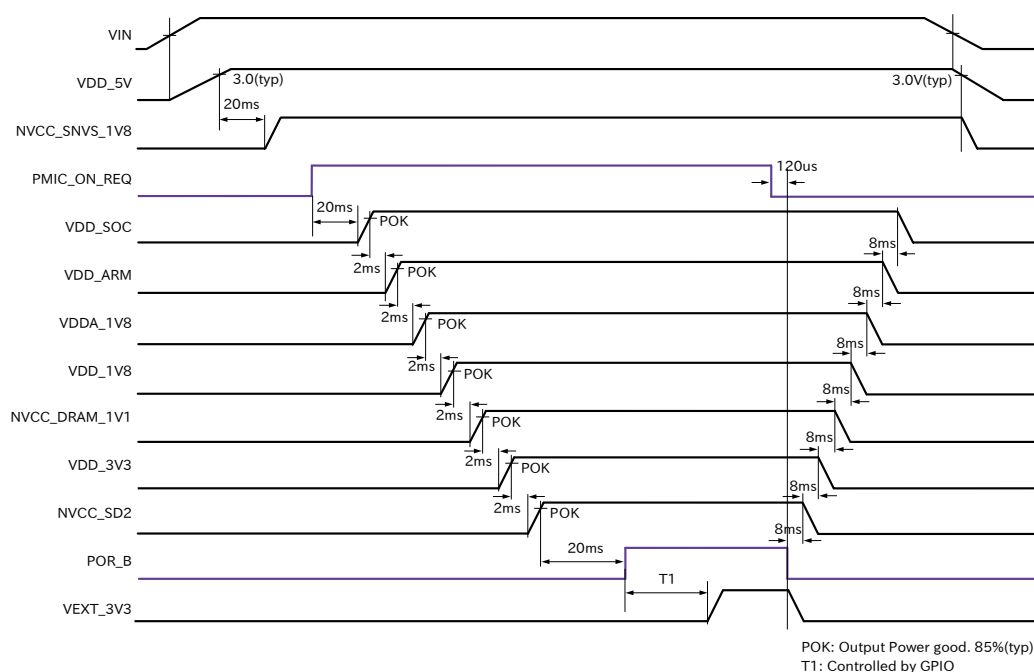 VIN
VDD_5V
3.0(typ)
3.0V(typ)
20ms
NVCC_SNVS_1V8
PMIC_ON_REQ
120us
20ms
VDD_SOC
POK
8ms
2ms
VDD_ARM
POK
8ms
2ms
VDDA_1V8
POK
8ms
2ms
VDD_1V8
POK
8ms
2ms
NVCC_DRAM_1V1
POK
8ms
2ms
VDD_3V3
POK
8ms
2ms
NVCC_SD2
POK
8ms
20ms
POR_B
T1
VEXT_3V3
POK: Output Power good. 85%(typ)
T1: Controlled by GPIO